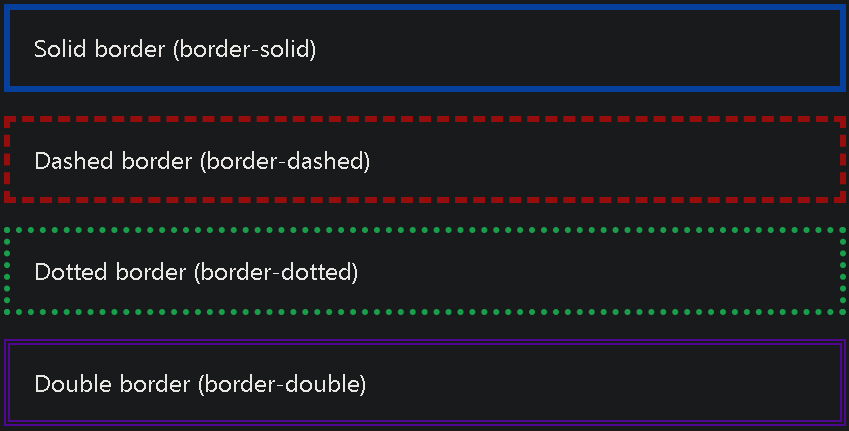 Solid border (border-solid)
Dashed border (border-dashed)
Dotted border (border-dotted)
Double border (border-double)